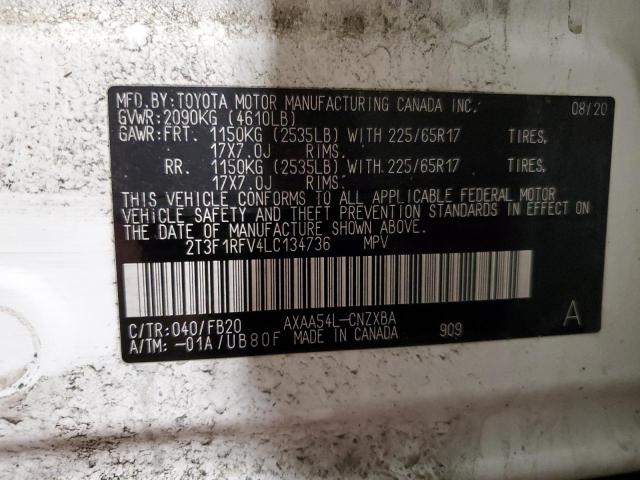 MFD.BY: TOYOTA MOTOR MANUFACTURING CANADA INC. 08/20
GVWR: 2090KG (4610LB)
GAWR: FRT. 1150KG (2535LB) WITH 225/65R17 TIRES,
17X7.0J RIMS.
RR. 1150KG (2535LB) WITH 225/65R17 TIRES,
17X7.0J RIMS.
THIS VEHICLE CONFORMS TO ALL APPLICABLE FEDERAL MOTOR
VEHICLE SAFETY AND THEFT PREVENTION STANDARDS IN EFFECT ON
THE DATE OF MANUFACTURE SHOWN ABOVE.
2T3F1RFV4LC134736 MPV
C/TR: 040/FB20 AXAA54L-CNZXBA A
A/TM: -01A/UB80F MADE IN CANADA 909